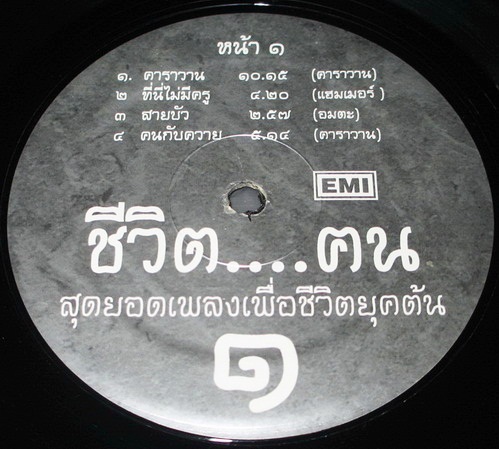 หน้า ๑
๑. คาราวาน ๑๐.๑๕ (คาราวาน)
๒ ที่นี่ไม่มีครู ๔.๒๐ (แฮมเมอร์ )
๓ สายบัว ๒.๕๗ (อมตะ)
๔ คนกับควาย ๕.๑๔ (คาราวาน)
EMI
ชีวิต....คน
สุดยอดเพลงเพื่อชีวิตยุคต้น
๑